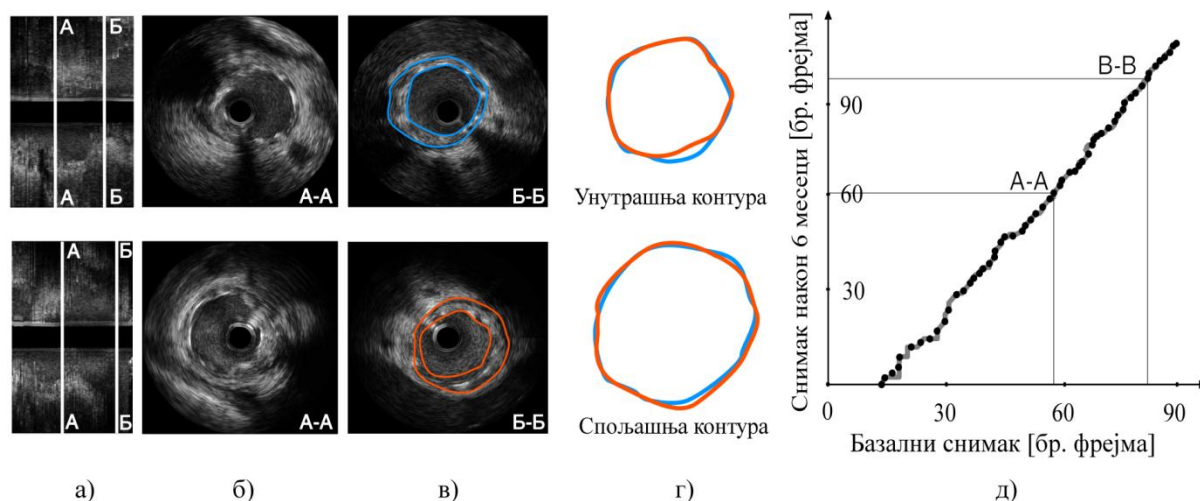 А Б
А Б
А-А
Б-Б
Унутрашња контура
А Б
А Б
А-А
Б-Б
Спољашња контура
Снимак након 6 месеци [бр. фрејма]
90
60
30
B-B
A-A
0 30 60 90
Базални снимак [бр. фрејма]
а) б) в) г) д)